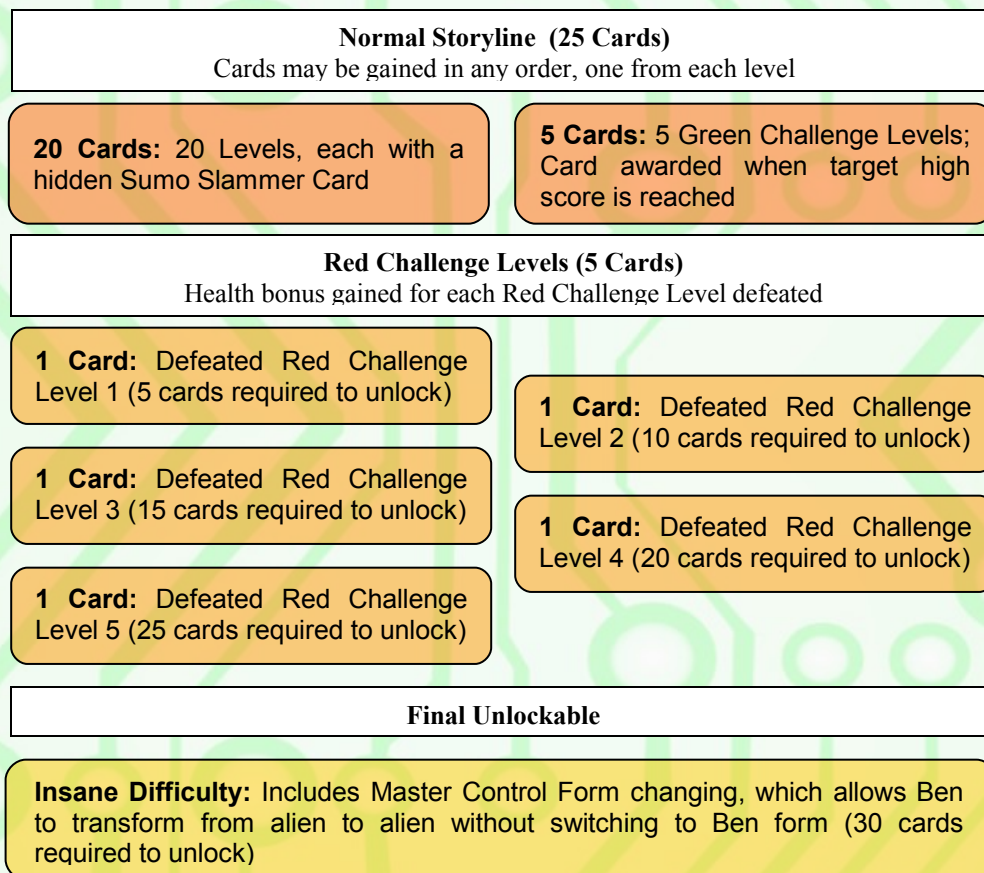 Normal Storyline (25 Cards)
Cards may be gained in any order, one from each level
20 Cards: 20 Levels, each with a
hidden Sumo Slammer Card
5 Cards: 5 Green Challenge Levels;
Card awarded when target high
score is reached
Red Challenge Levels (5 Cards)
Health bonus gained for each Red Challenge Level defeated
1 Card: Defeated Red Challenge
Level 1 (5 cards required to unlock)
1 Card: Defeated Red Challenge
Level 2 (10 cards required to unlock)
1 Card: Defeated Red Challenge
Level 3 (15 cards required to unlock)
1 Card: Defeated Red Challenge
Level 4 (20 cards required to unlock)
1 Card: Defeated Red Challenge
Level 5 (25 cards required to unlock)
Final Unlockable
Insane Difficulty: Includes Master Control Form changing, which allows Ben
to transform from alien to alien without switching to Ben form (30 cards
required to unlock)